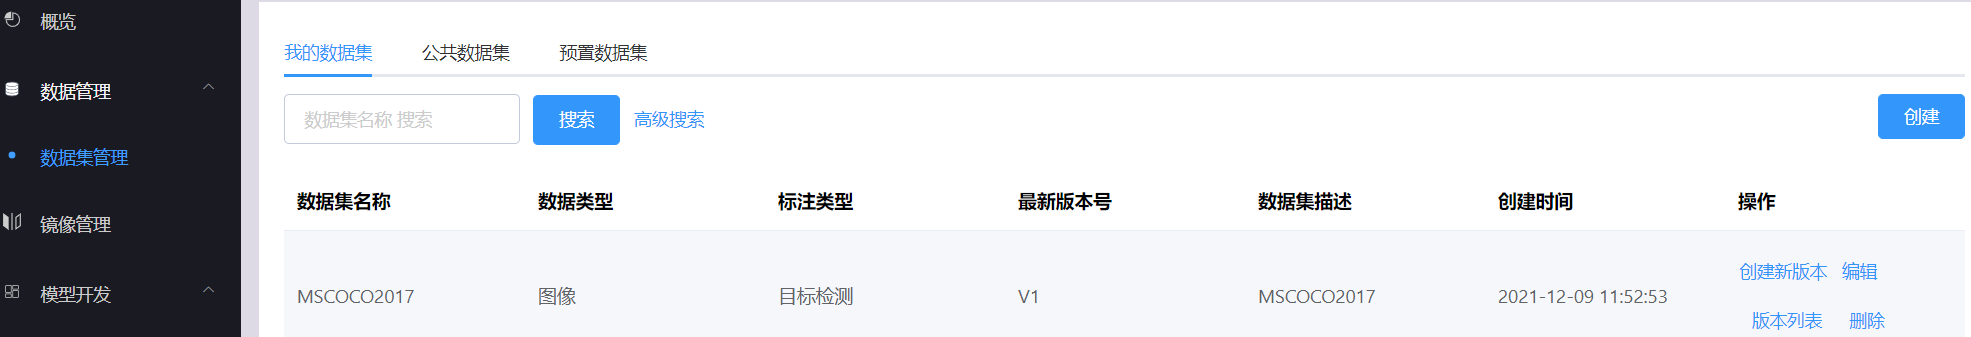 概览
数据管理
数据集管理
镜像管理
模型开发
我的数据集 公共数据集 预置数据集
数据集名称 搜索 搜索 高级搜索 创建
数据集名称 数据类型 标注类型 最新版本号 数据集描述 创建时间 操作
MSCOCO2017 图像 目标检测 V1 MSCOCO2017 2021-12-09 11:52:53 创建新版本 编辑
版本列表 删除